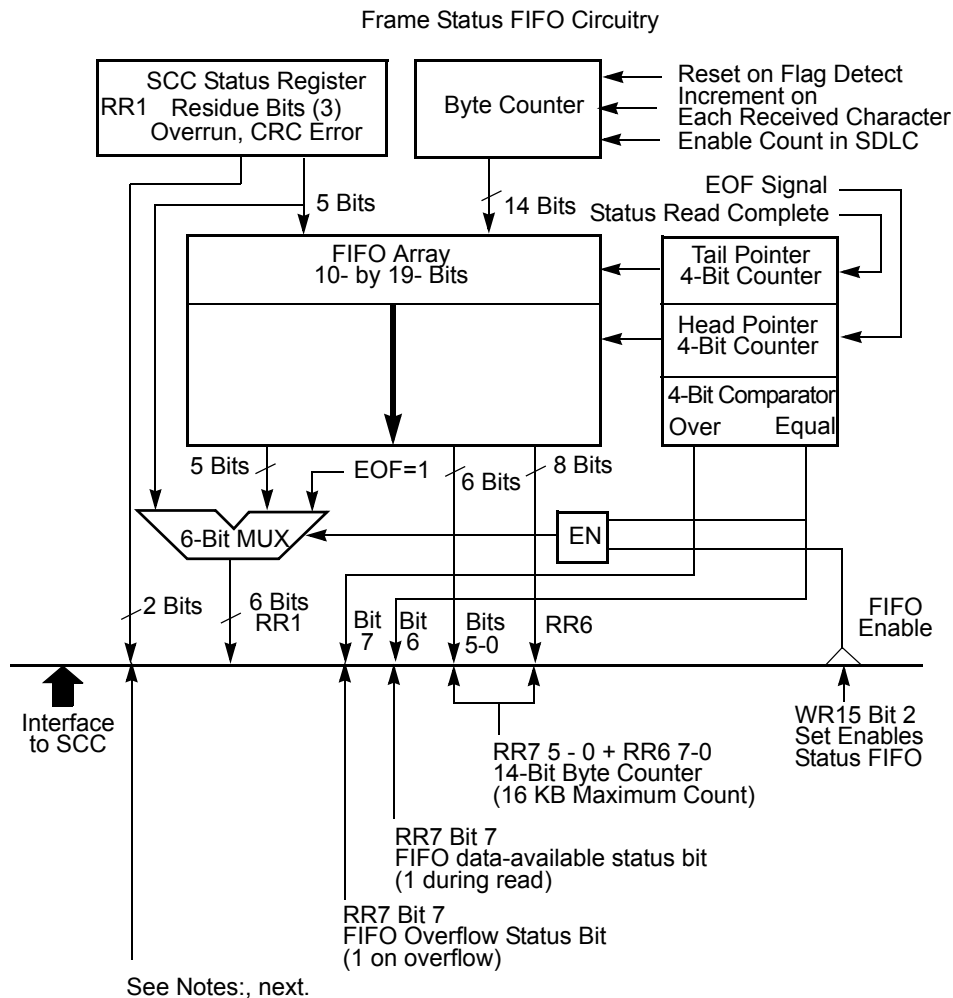 Frame Status FIFO Circuitry
SCC Status Register
RR1
Residue Bits (3)
Overrun, CRC Error
Byte Counter
Reset on Flag Detect
Increment on
Each Received Character
Enable Count in SDLC
EOF Signal
Status Read Complete
5 Bits
14 Bits
FIFO Array
10- by 19- Bits
Tail Pointer
4-Bit Counter
Head Pointer
4-Bit Counter
4-Bit Comparator
Over
Equal
5 Bits
EOF=1
6 Bits
8 Bits
6-Bit MUX
EN
2 Bits
6 Bits
RR1
Bit
7
Bit
6
Bits
5-0
RR6
FIFO
Enable
Interface
to SCC
WR15 Bit 2
Set Enables
Status FIFO
RR7 5 - 0 + RR6 7-0
14-Bit Byte Counter
(16 KB Maximum Count)
RR7 Bit 7
FIFO data-available status bit
(1 during read)
RR7 Bit 7
FIFO Overflow Status Bit
(1 on overflow)
See Notes:, next.